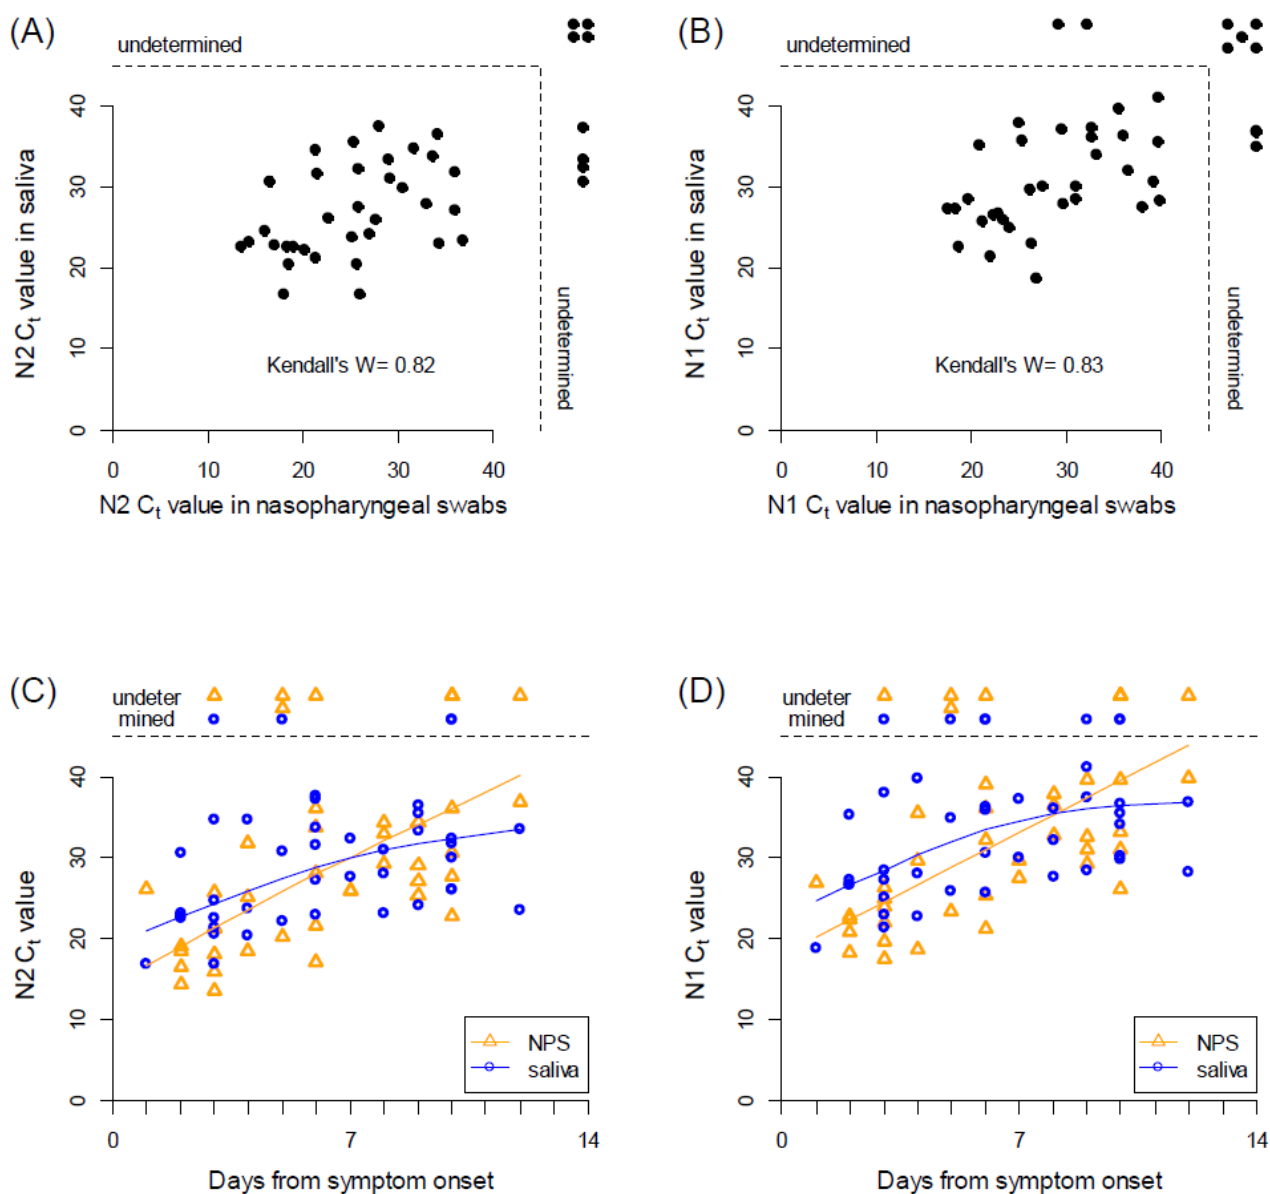 (A)
undetermined
N2 Ct value in saliva
40
30
20
10
0
Kendall's W= 0.82
undetermined
0 10 20 30 40
N2 Ct value in nasopharyngeal swabs
(B)
undetermined
N1 Ct value in saliva
40
30
20
10
0
Kendall's W= 0.83
undetermined
0 10 20 30 40
N1 Ct value in nasopharyngeal swabs
(C)
undeter
mined
N2 Ct value
40
30
20
10
0
NPS
saliva
0 7 14
Days from symptom onset
(D)
undeter
mined
N1 Ct value
40
30
20
10
0
NPS
saliva
0 7 14
Days from symptom onset